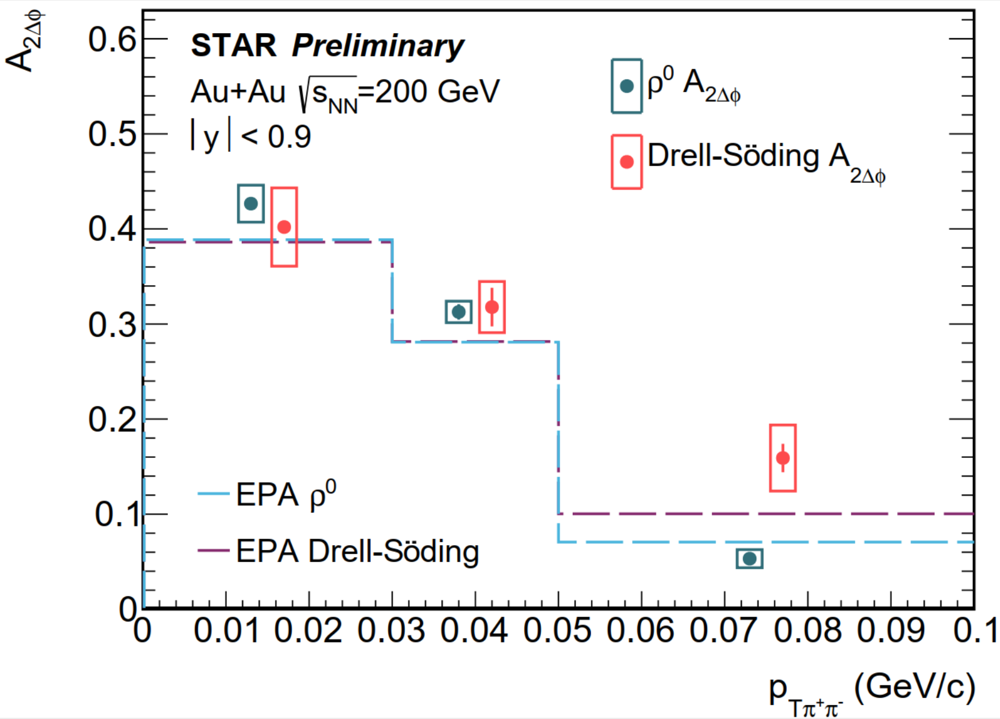 A2Δϕ
STAR Preliminary
Au+Au √sNN=200 GeV
|y| < 0.9
ρ0 A2Δϕ
Drell-Söding A2Δϕ
0.6
0.5
0.4
0.3
0.2
0.1
0
EPA ρ0
EPA Drell-Söding
0 0.01 0.02 0.03 0.04 0.05 0.06 0.07 0.08 0.09 0.1
pTπ+π- (GeV/c)